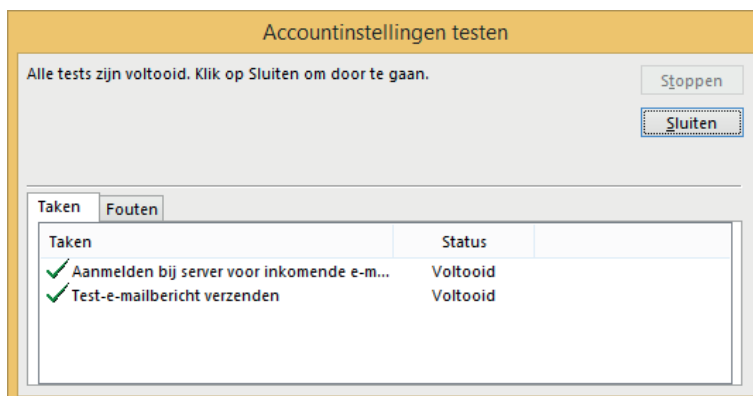 Accountinstellingen testen
Alle tests zijn voltooid. Klik op Sluiten om door te gaan.
Stoppen
Sluiten
Taken Fouten
Taken Status
Aanmelden bij server voor inkomende e-m... Voltooid
Test-e-mailbericht verzenden Voltooid